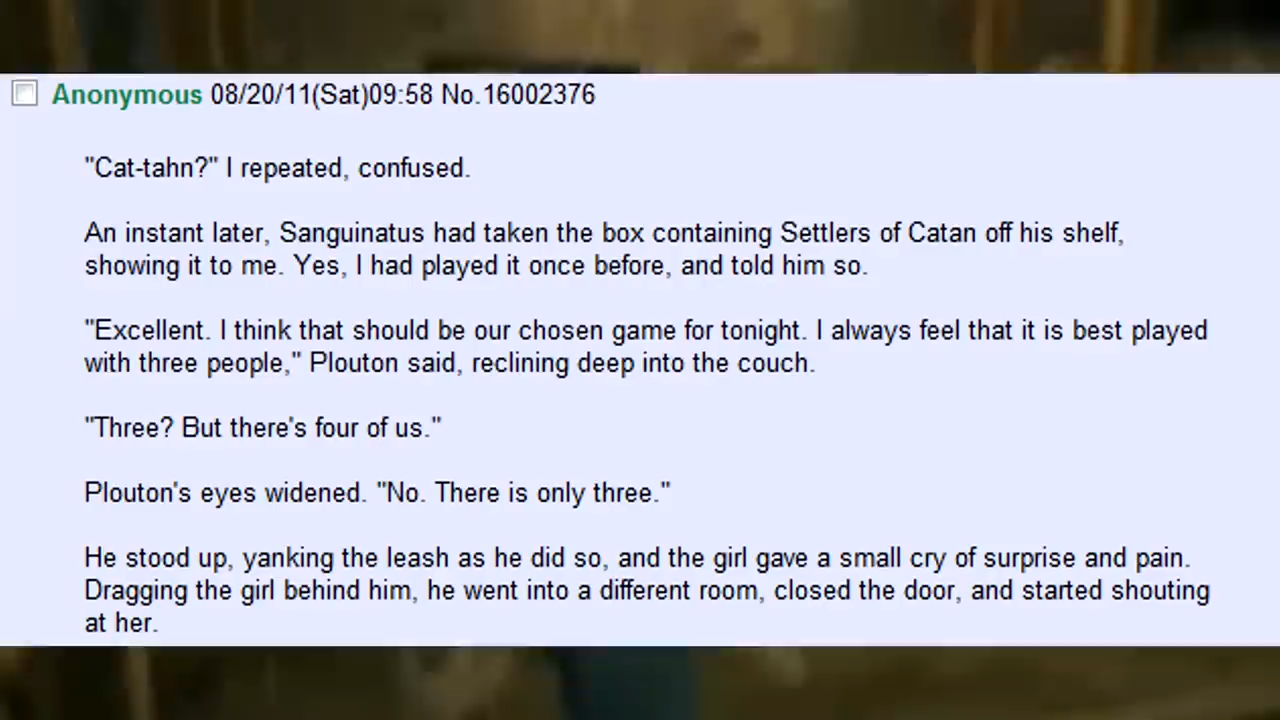 Anonymous 08/20/11(Sat)09:58 No.16002376
"Cat-tahn?" I repeated, confused.
An instant later, Sanguinatus had taken the box containing Settlers of Catan off his shelf,
showing it to me. Yes, I had played it once before, and told him so.
"Excellent. I think that should be our chosen game for tonight. I always feel that it is best played
with three people," Plouton said, reclining deep into the couch.
"Three? But there's four of us."
Plouton's eyes widened. "No. There is only three."
He stood up, yanking the leash as he did so, and the girl gave a small cry of surprise and pain.
Dragging the girl behind him, he went into a different room, closed the door, and started shouting
at her.